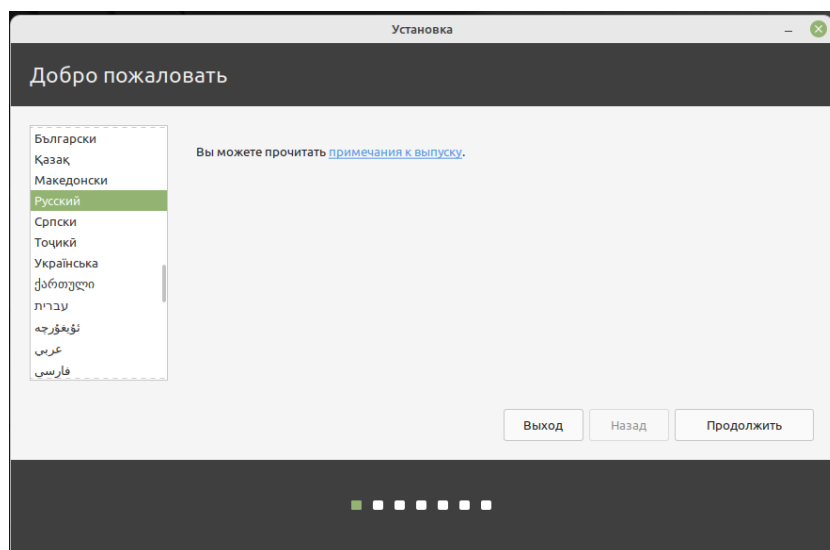 Установка
Добро пожаловать
Български
Қазақ
Македонски
Русский
Српски
Тоҷикӣ
Українська
ქართული
עברית
ئۇيغۇرچە
عربي
فارسی
Вы можете прочитать примечания к выпуску.
Выход
Назад
Продолжить